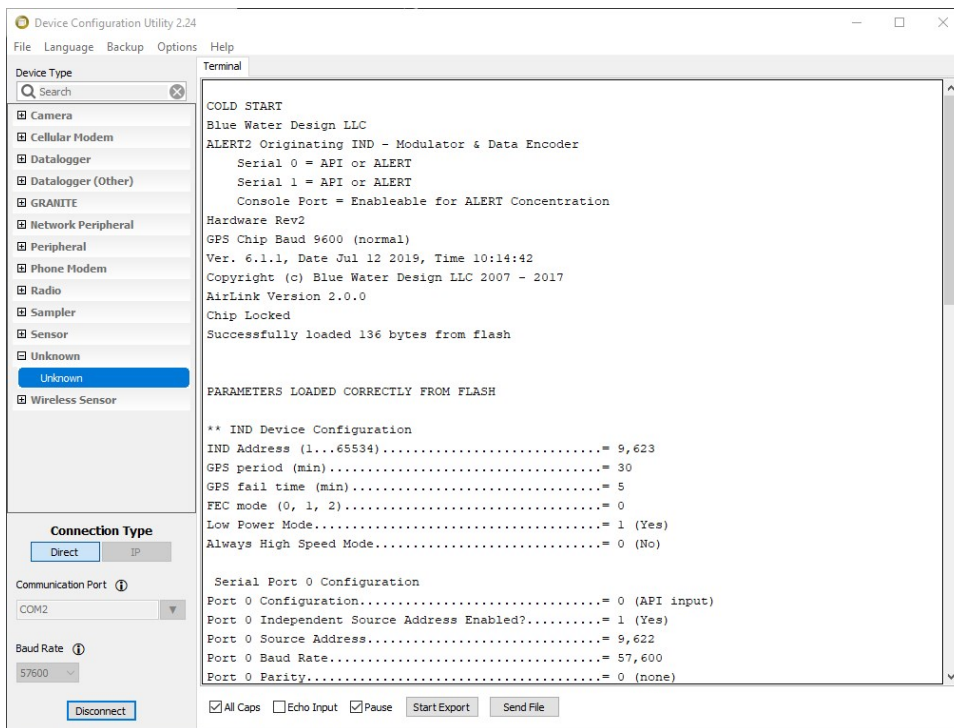 Device Configuration Utility 2.24
File Language Backup Options Help
Device Type
Search
Camera
Cellular Modem
Datalogger
Datalogger (Other)
GRANITE
Network Peripheral
Peripheral
Phone Modem
Radio
Sampler
Sensor
Unknown
Unknown
Wireless Sensor
Connection Type
Direct IP
Communication Port
COM2
Baud Rate
57600
Disconnect
Terminal
COLD START
Blue Water Design LLC
ALERT2 Originating IND - Modulator & Data Encoder
Serial 0 = API or ALERT
Serial 1 = API or ALERT
Console Port = Enableable for ALERT Concentration
Hardware Rev2
GPS Chip Baud 9600 (normal)
Ver. 6.1.1, Date Jul 12 2019, Time 10:14:42
Copyright (c) Blue Water Design LLC 2007 - 2017
AirLink Version 2.0.0
Chip Locked
Successfully loaded 136 bytes from flash
PARAMETERS LOADED CORRECTLY FROM FLASH
** IND Device Configuration
IND Address (1...65534)............................= 9,623
GPS period (min)...................................= 30
GPS fail time (min)................................= 5
FEC mode (0, 1, 2).................................= 0
Low Power Mode.....................................= 1 (Yes)
Always High Speed Mode.............................= 0 (No)
Serial Port 0 Configuration
Port 0 Configuration...............................= 0 (API input)
Port 0 Independent Source Address Enabled?.........= 1 (Yes)
Port 0 Source Address..............................= 9,622
Port 0 Baud Rate...................................= 57,600
Port 0 Parity......................................= 0 (none)
All Caps Echo Input Pause Start Export Send File